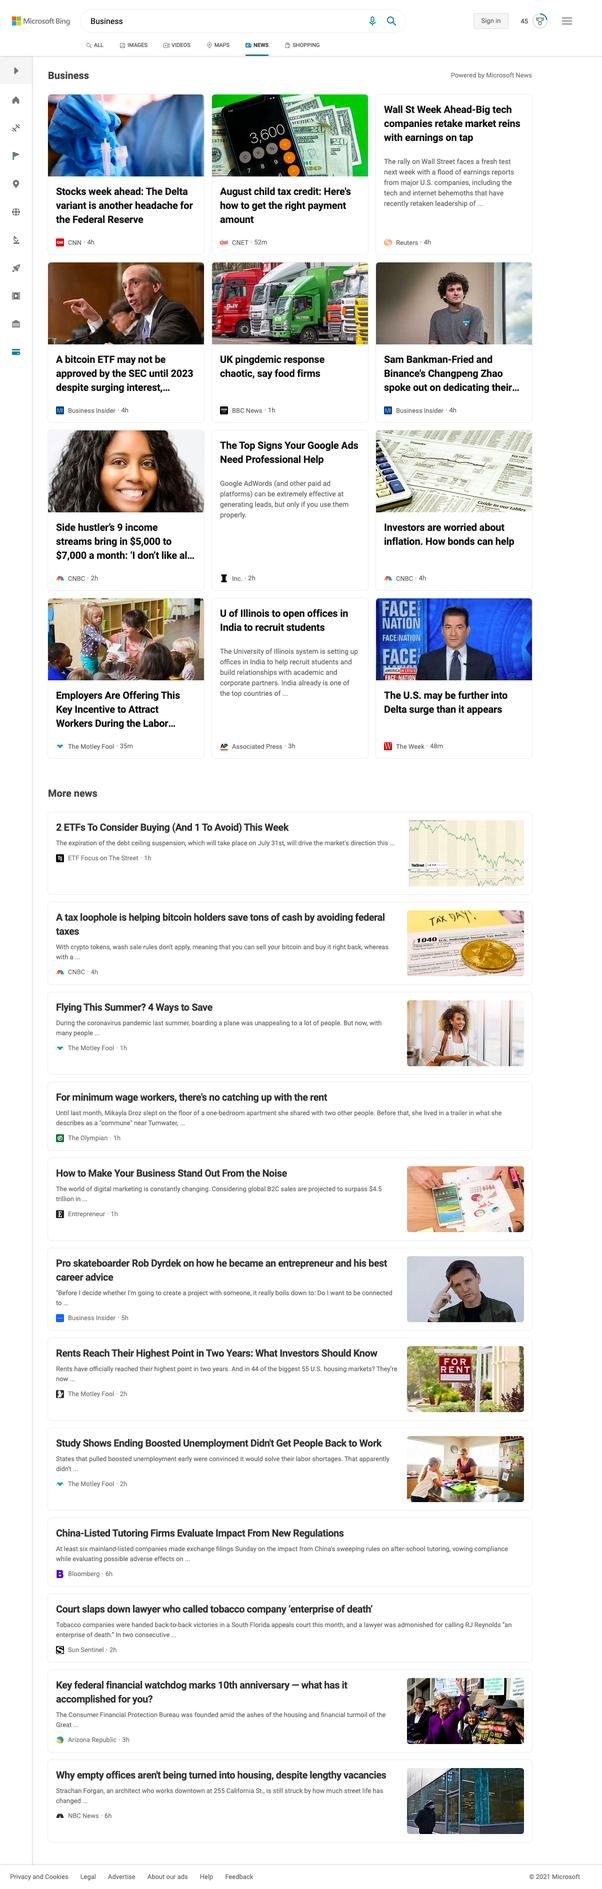 Microsoft Bing
Business
Sign in
45
ALL
IMAGES
VIDEOS
MAPS
NEWS
SHOPPING
Business
Powered by Microsoft News
Stocks week ahead: The Delta
variant is another headache for
the Federal Reserve
CNN · 4h
3,600
August child tax credit: Here's
how to get the right payment
amount
CNET · 52m
Wall St Week Ahead-Big tech
companies retake market reins
with earnings on tap
The rally on Wall Street faces a fresh test
next week with a flood of earnings reports
from major U.S. companies, including the
tech and internet behemoths that have
recently retaken leadership of ...
Reuters · 4h
A bitcoin ETF may not be
approved by the SEC until 2023
despite surging interest,...
Business Insider · 4h
UK pingdemic response
chaotic, say food firms
BBC News · 1h
Sam Bankman-Fried and
Binance's Changpeng Zhao
spoke out on dedicating their...
Business Insider · 4h
Side hustler's 9 income
streams bring in $5,000 to
$7,000 a month: 'I don't like al...
CNBC · 2h
The Top Signs Your Google Ads
Need Professional Help
Google AdWords (and other paid ad
platforms) can be extremely effective at
generating leads, but only if you use them
properly.
Inc. · 2h
Investors are worried about
inflation. How bonds can help
CNBC · 4h
Employers Are Offering This
Key Incentive to Attract
Workers During the Labor...
The Motley Fool · 35m
U of Illinois to open offices in
India to recruit students
The University of Illinois system is setting up
offices in India to help recruit students and
build relationships with academic and
corporate partners. India already is one of
the top countries of ...
AP Associated Press · 3h
FACE
NATION
FACE NATION
The U.S. may be further into
Delta surge than it appears
The Week · 48m
More news
2 ETFs To Consider Buying (And 1 To Avoid) This Week
The expiration of the debt ceiling suspension, which will take place on July 31st, will drive the market's direction this ...
ETF Focus on The Street · 1h
A tax loophole is helping bitcoin holders save tons of cash by avoiding federal
taxes
With crypto tokens, wash sale rules don't apply, meaning that you can sell your bitcoin and buy it right back, whereas
with a ...
CNBC · 4h
TAX DAY!
1040
Flying This Summer? 4 Ways to Save
During the coronavirus pandemic last summer, boarding a plane was unappealing to a lot of people. But now, with
many people ...
The Motley Fool · 1h
For minimum wage workers, there's no catching up with the rent
Until last month, Mikayla Droz slept on the floor of a one-bedroom apartment she shared with two other people. Before that, she lived in a trailer in what she
describes as a "commune" near Tumwater, ...
The Olympian · 1h
How to Make Your Business Stand Out From the Noise
The world of digital marketing is constantly changing. Considering global B2C sales are projected to surpass $4.5
trillion in ...
Entrepreneur · 1h
Pro skateboarder Rob Dyrdek on how he became an entrepreneur and his best
career advice
"Before I decide whether I'm going to create a project with someone, it really boils down to: Do I want to be connected
to ...
Business Insider · 5h
Rents Reach Their Highest Point in Two Years: What Investors Should Know
Rents have officially reached their highest point in two years. And in 44 of the biggest 55 U.S. housing markets? They're
now ...
The Motley Fool · 2h
FOR
RENT
Study Shows Ending Boosted Unemployment Didn't Get People Back to Work
States that pulled boosted unemployment early were convinced it would solve their labor shortages. That apparently
didn't ...
The Motley Fool · 2h
China-Listed Tutoring Firms Evaluate Impact From New Regulations
At least six mainland-listed companies made exchange filings Sunday on the impact from China's sweeping rules on after-school tutoring, vowing compliance
while evaluating possible adverse effects on ...
Bloomberg · 6h
Court slaps down lawyer who called tobacco company 'enterprise of death'
Tobacco companies were handed back-to-back victories in a South Florida appeals court this month, and a lawyer was admonished for calling RJ Reynolds "an
enterprise of death." In two consecutive ...
Sun Sentinel · 2h
Key federal financial watchdog marks 10th anniversary — what has it
accomplished for you?
The Consumer Financial Protection Bureau was founded amid the ashes of the housing and financial turmoil of the
Great ...
Arizona Republic · 3h
Why empty offices aren't being turned into housing, despite lengthy vacancies
Strachan Forgan, an architect who works downtown at 255 California St., is still struck by how much street life has
changed ...
NBC News · 6h
Privacy and Cookies
Legal
Advertise
About our ads
Help
Feedback
© 2021 Microsoft